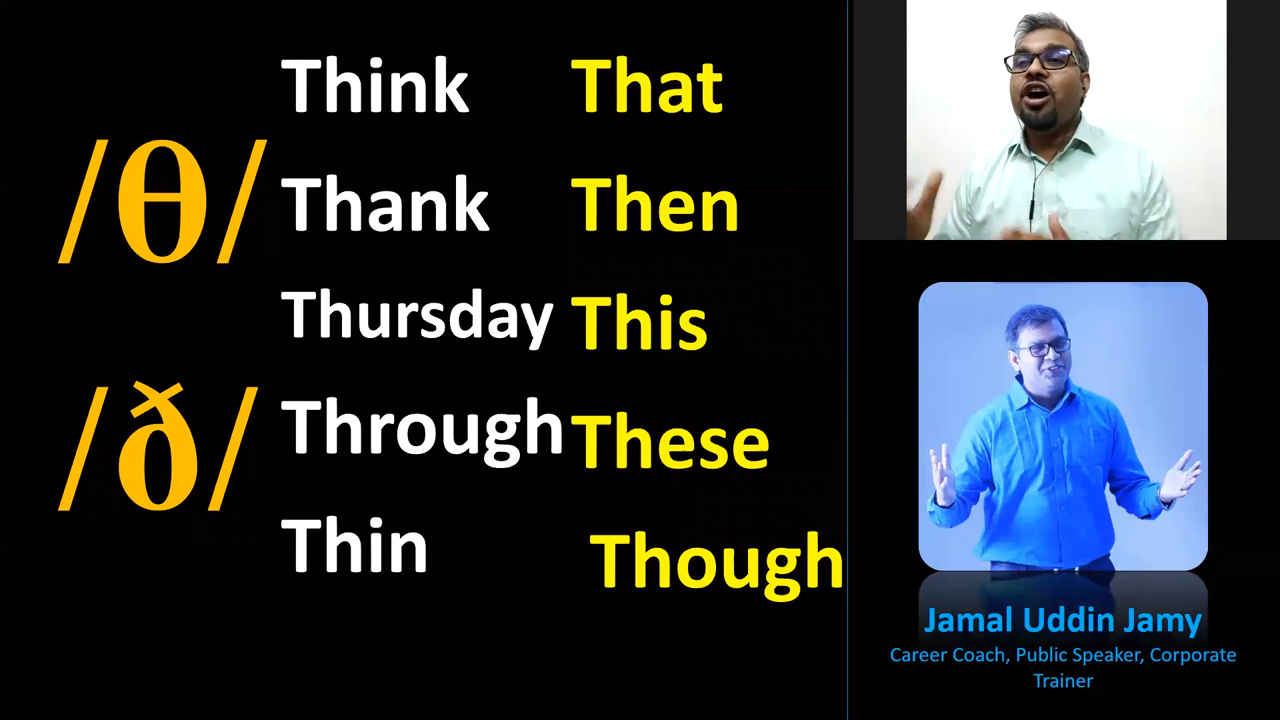 /θ/
/ð/
Think
Thank
Thursday
Through
Thin
That
Then
This
These
Though
Jamal Uddin Jamy
Career Coach, Public Speaker, Corporate
Trainer